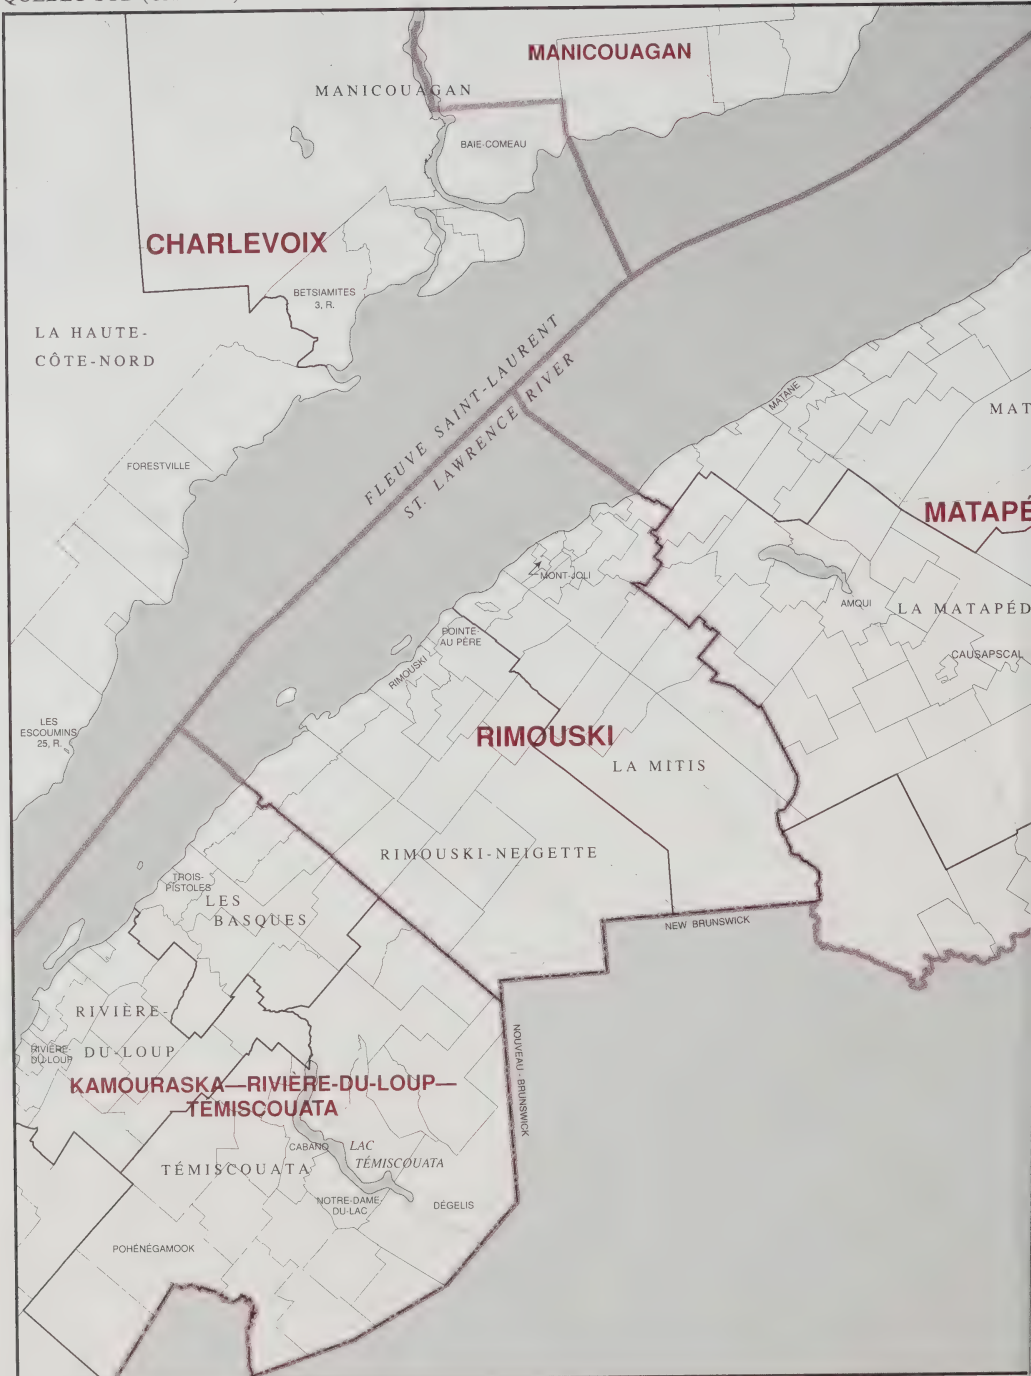 MANICOUAGAN
MANICOUAGAN
BAIE-COMEAU
CHARLEVOIX
BETSIAMITES
3, R.
LA HAUTE-
CÔTE-NORD
FLEUVE SAINT-LAURENT
ST. LAWRENCE RIVER
MATANE
MAT
FORESTVILLE
MATAPÉ
MONT-JOLI
AMQUI
LA MATAPÉD
POINTE-
AU PÈRE
CAUSAPSCAL
RIMOUSKI
LES
ESCOUMINS
25, R.
RIMOUSKI
LA MITIS
RIMOUSKI-NEIGETTE
TROIS-
PISTOLES
LES
BASQUES
NEW BRUNSWICK
RIVIÈRE-
DU-LOUP
RIVIÈRE-
DU-LOUP
NOUVEAU-BRUNSWICK
KAMOURASKA—RIVIÈRE-DU-LOUP—
TÉMISCOUATA
CABANO
LAC
TÉMISCOUATA
TÉMISCOUATA
NOTRE-DAME-
DU-LAC
DÉGELIS
POHÉNÉGAMOOK